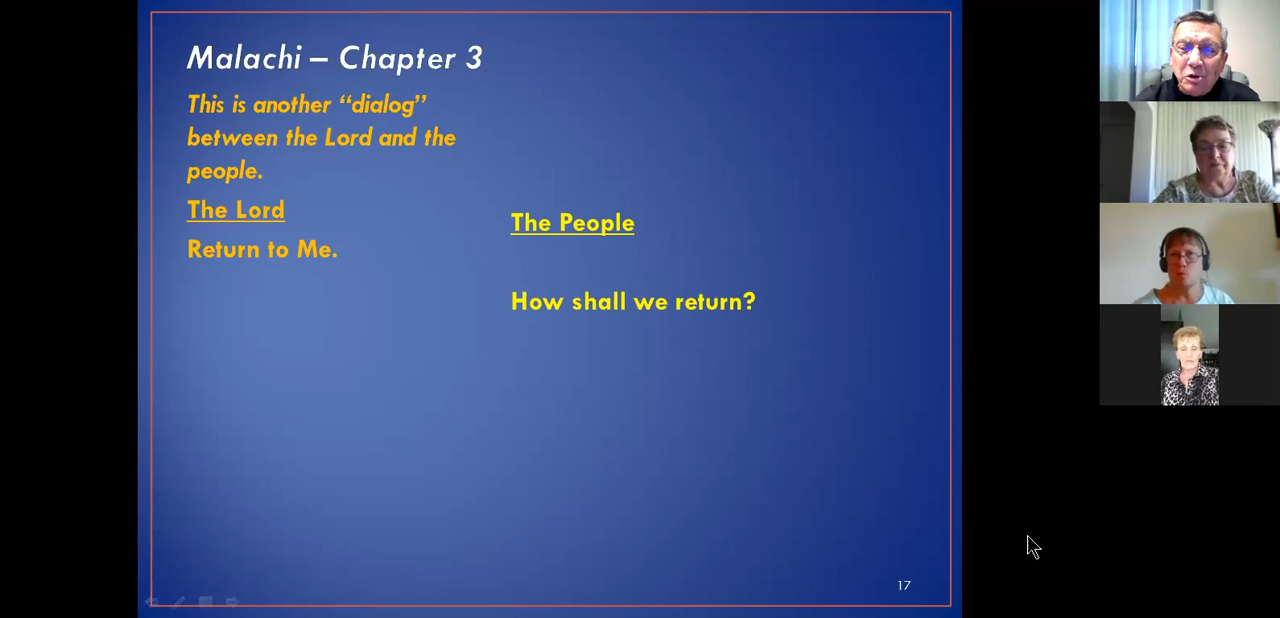 Malachi – Chapter 3
This is another “dialog”
between the Lord and the
people.
The Lord
Return to Me.
The People
How shall we return?
17